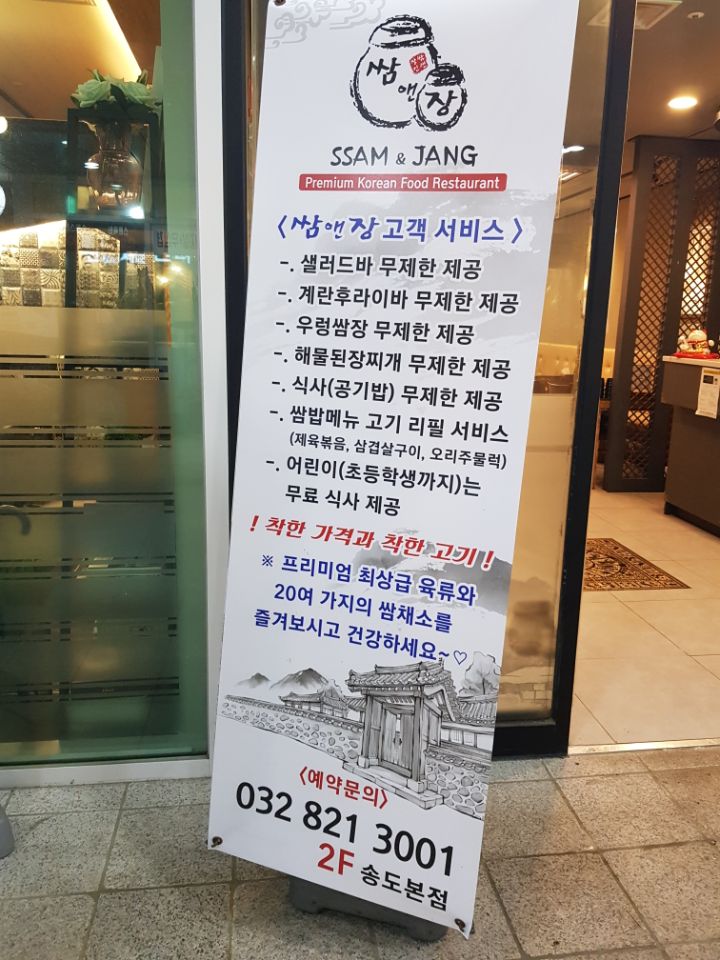 쌈앤장
SSAM & JANG
Premium Korean Food Restaurant
<쌈앤장 고객 서비스>
-. 샐러드바 무제한 제공
-. 계란후라이바 무제한 제공
-. 우렁쌈장 무제한 제공
-. 해물된장찌개 무제한 제공
-. 식사(공기밥) 무제한 제공
-. 쌈밥메뉴 고기 리필 서비스
(제육볶음, 삼겹살구이, 오리주물럭)
-. 어린이(초등학생까지)는
무료 식사 제공
! 착한 가격과 착한 고기 !
※ 프리미엄 최상급 육류와
20여 가지의 쌈채소를
즐겨보시고 건강하세요~♡
<예약문의>
032 821 3001
2F 송도본점